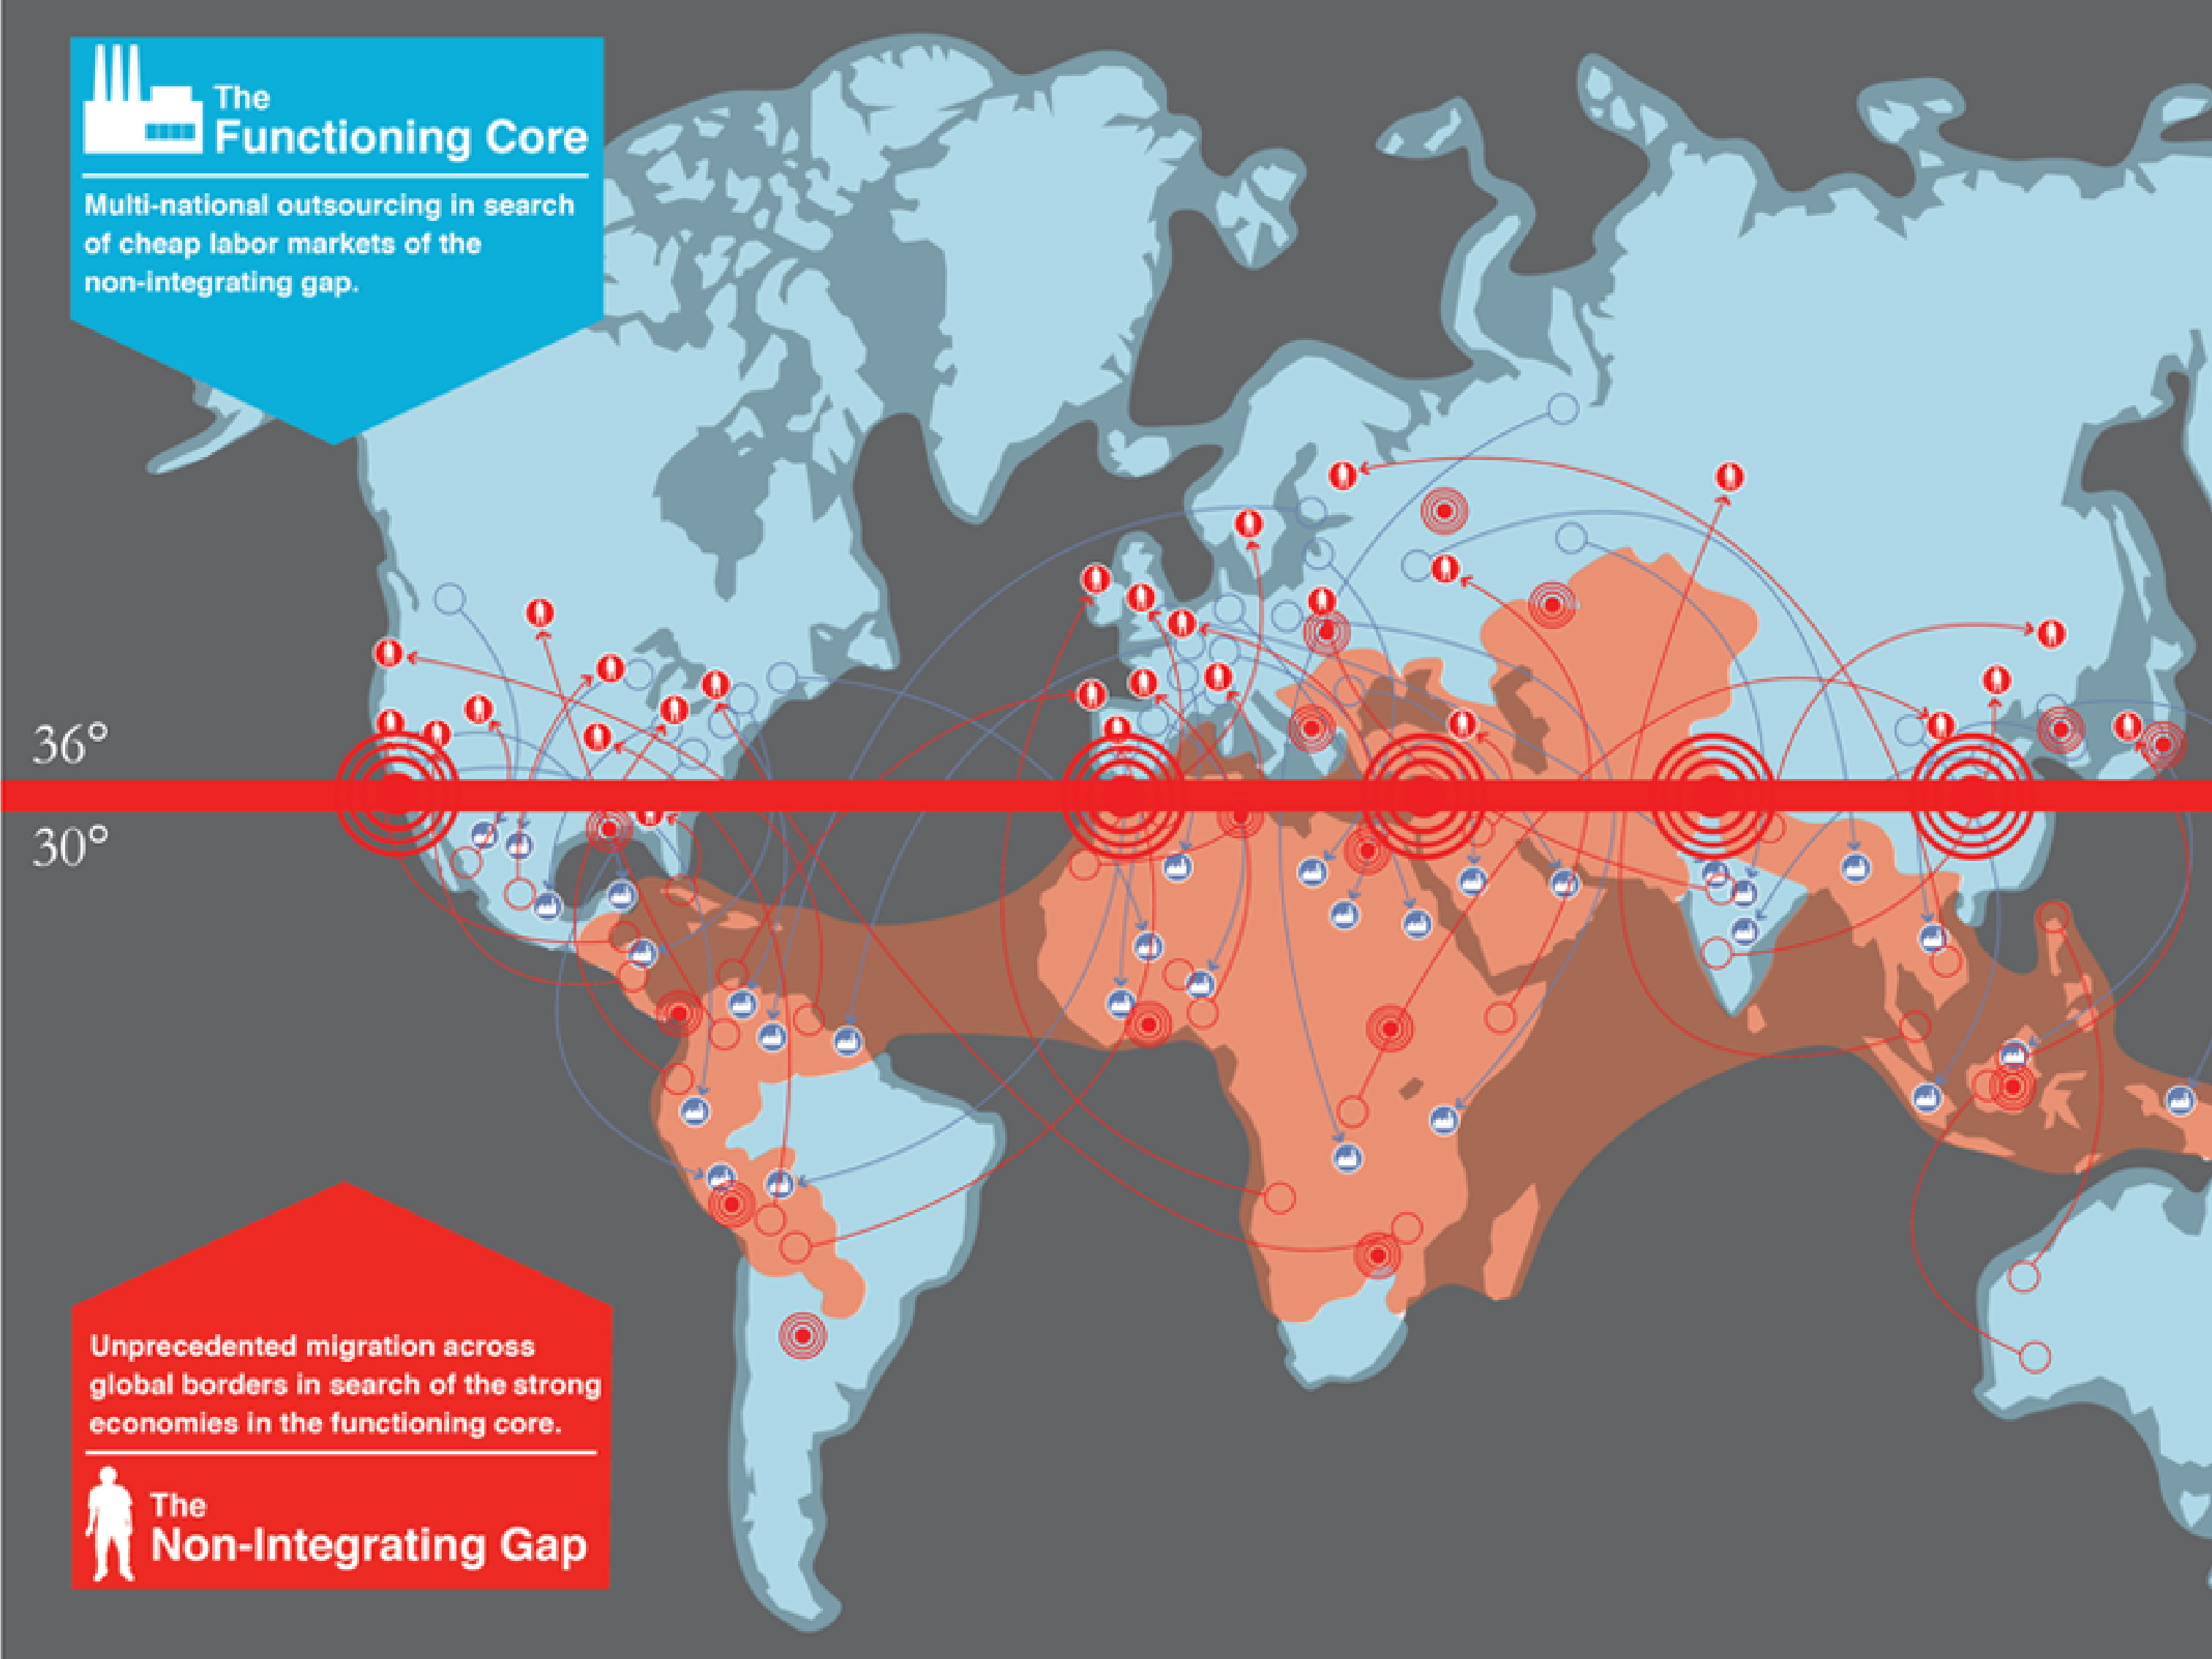 The
Functioning Core
Multi-national outsourcing in search
of cheap labor markets of the
non-integrating gap.
36°
30°
Unprecedented migration across
global borders in search of the strong
economies in the functioning core.
The
Non-Integrating Gap